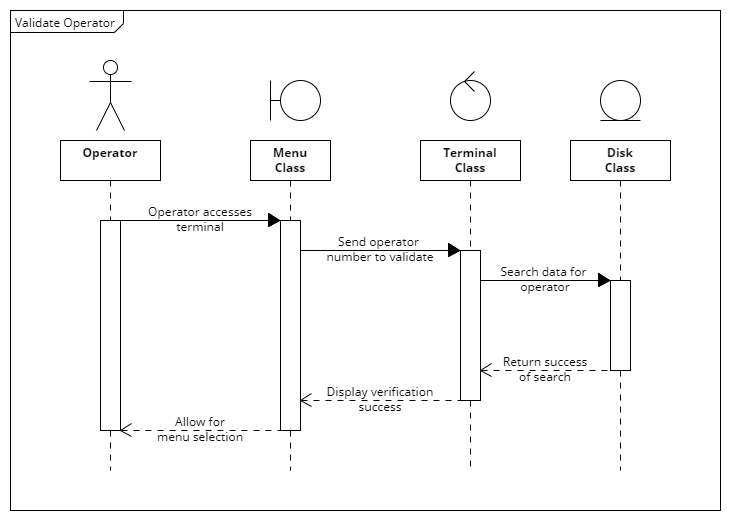 Validate Operator
Operator
Menu
Class
Terminal
Class
Disk
Class
Operator accesses
terminal
Send operator
number to validate
Search data for
operator
Return success
of search
Display verification
success
Allow for
menu selection